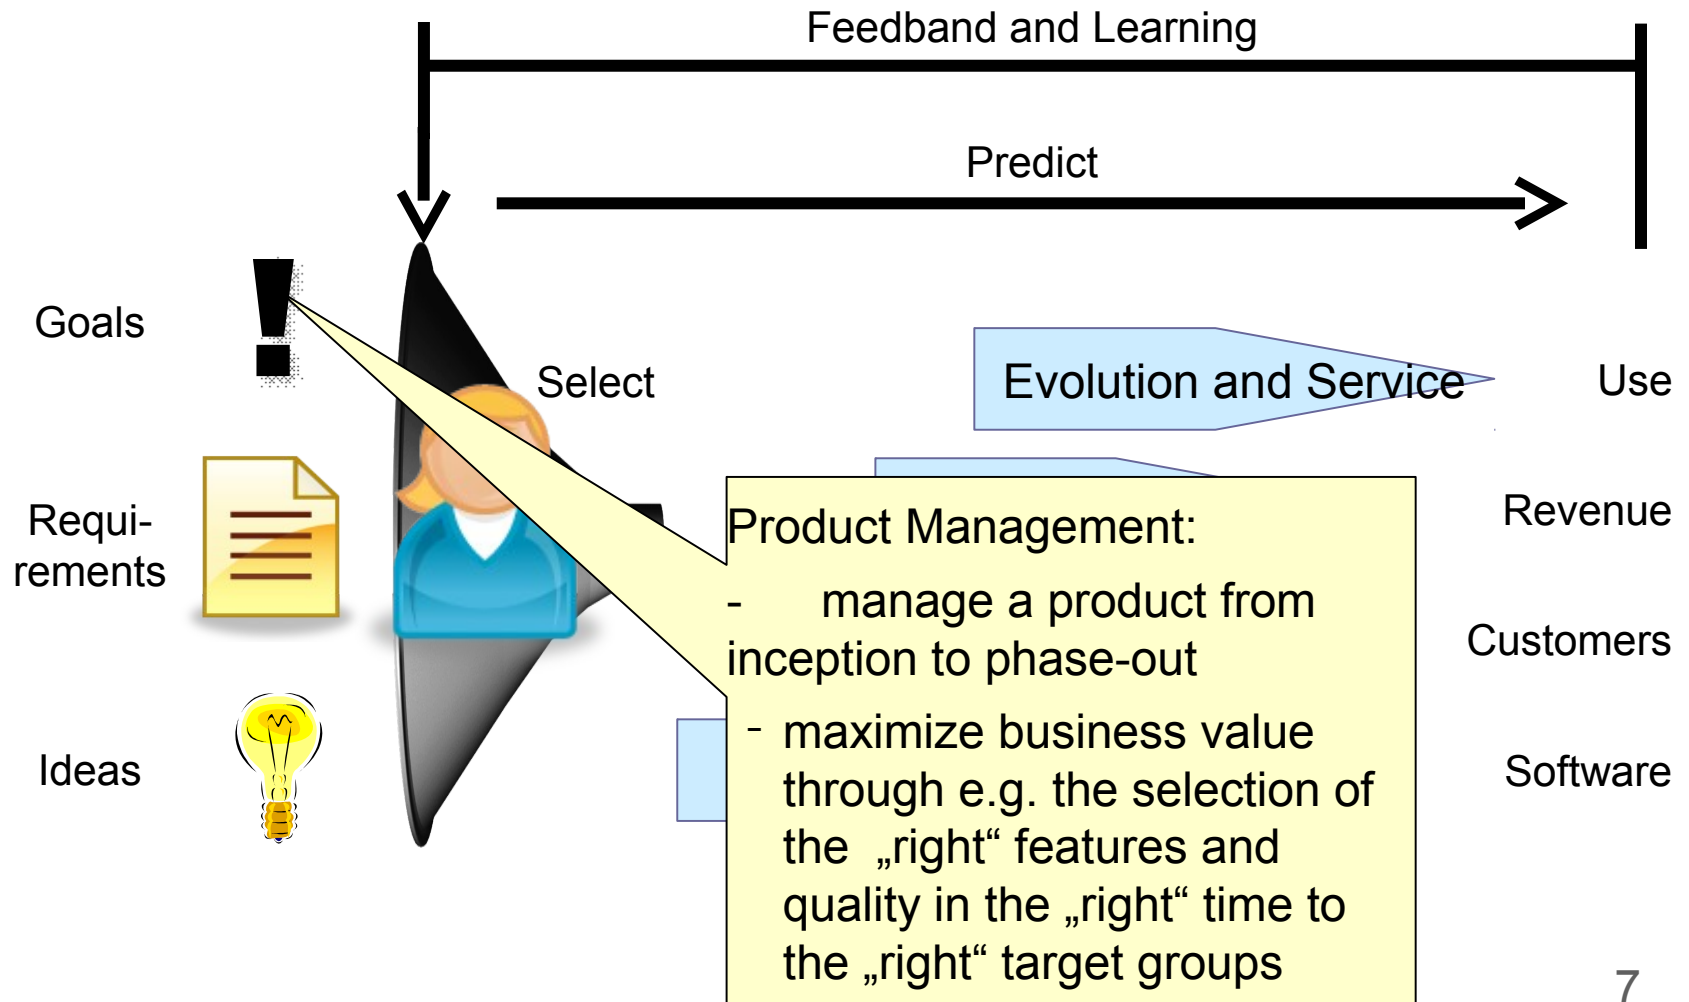 Feedband and Learning
Predict
Goals
Select
Evolution and Service
Use
Requi-
rements
Revenue
Product Management:
- manage a product from
inception to phase-out
- maximize business value
through e.g. the selection of
the „right“ features and
quality in the „right“ time to
the „right“ target groups
Customers
Ideas
Software
7